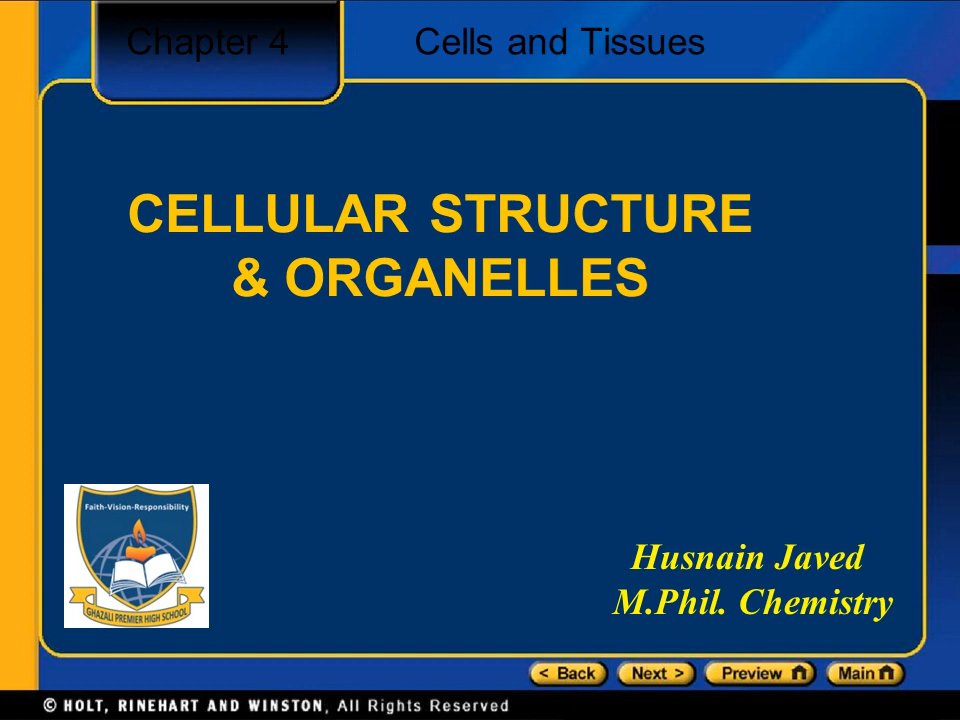 Chapter 4 Cells and Tissues
CELLULAR STRUCTURE
& ORGANELLES
Faith-Vision-Responsibility
GHAZALI PREMIER HIGH SCHOOL
Husnain Javed
M.Phil. Chemistry
< Back Next > Preview Main
© HOLT, RINEHART AND WINSTON, All Rights Reserved